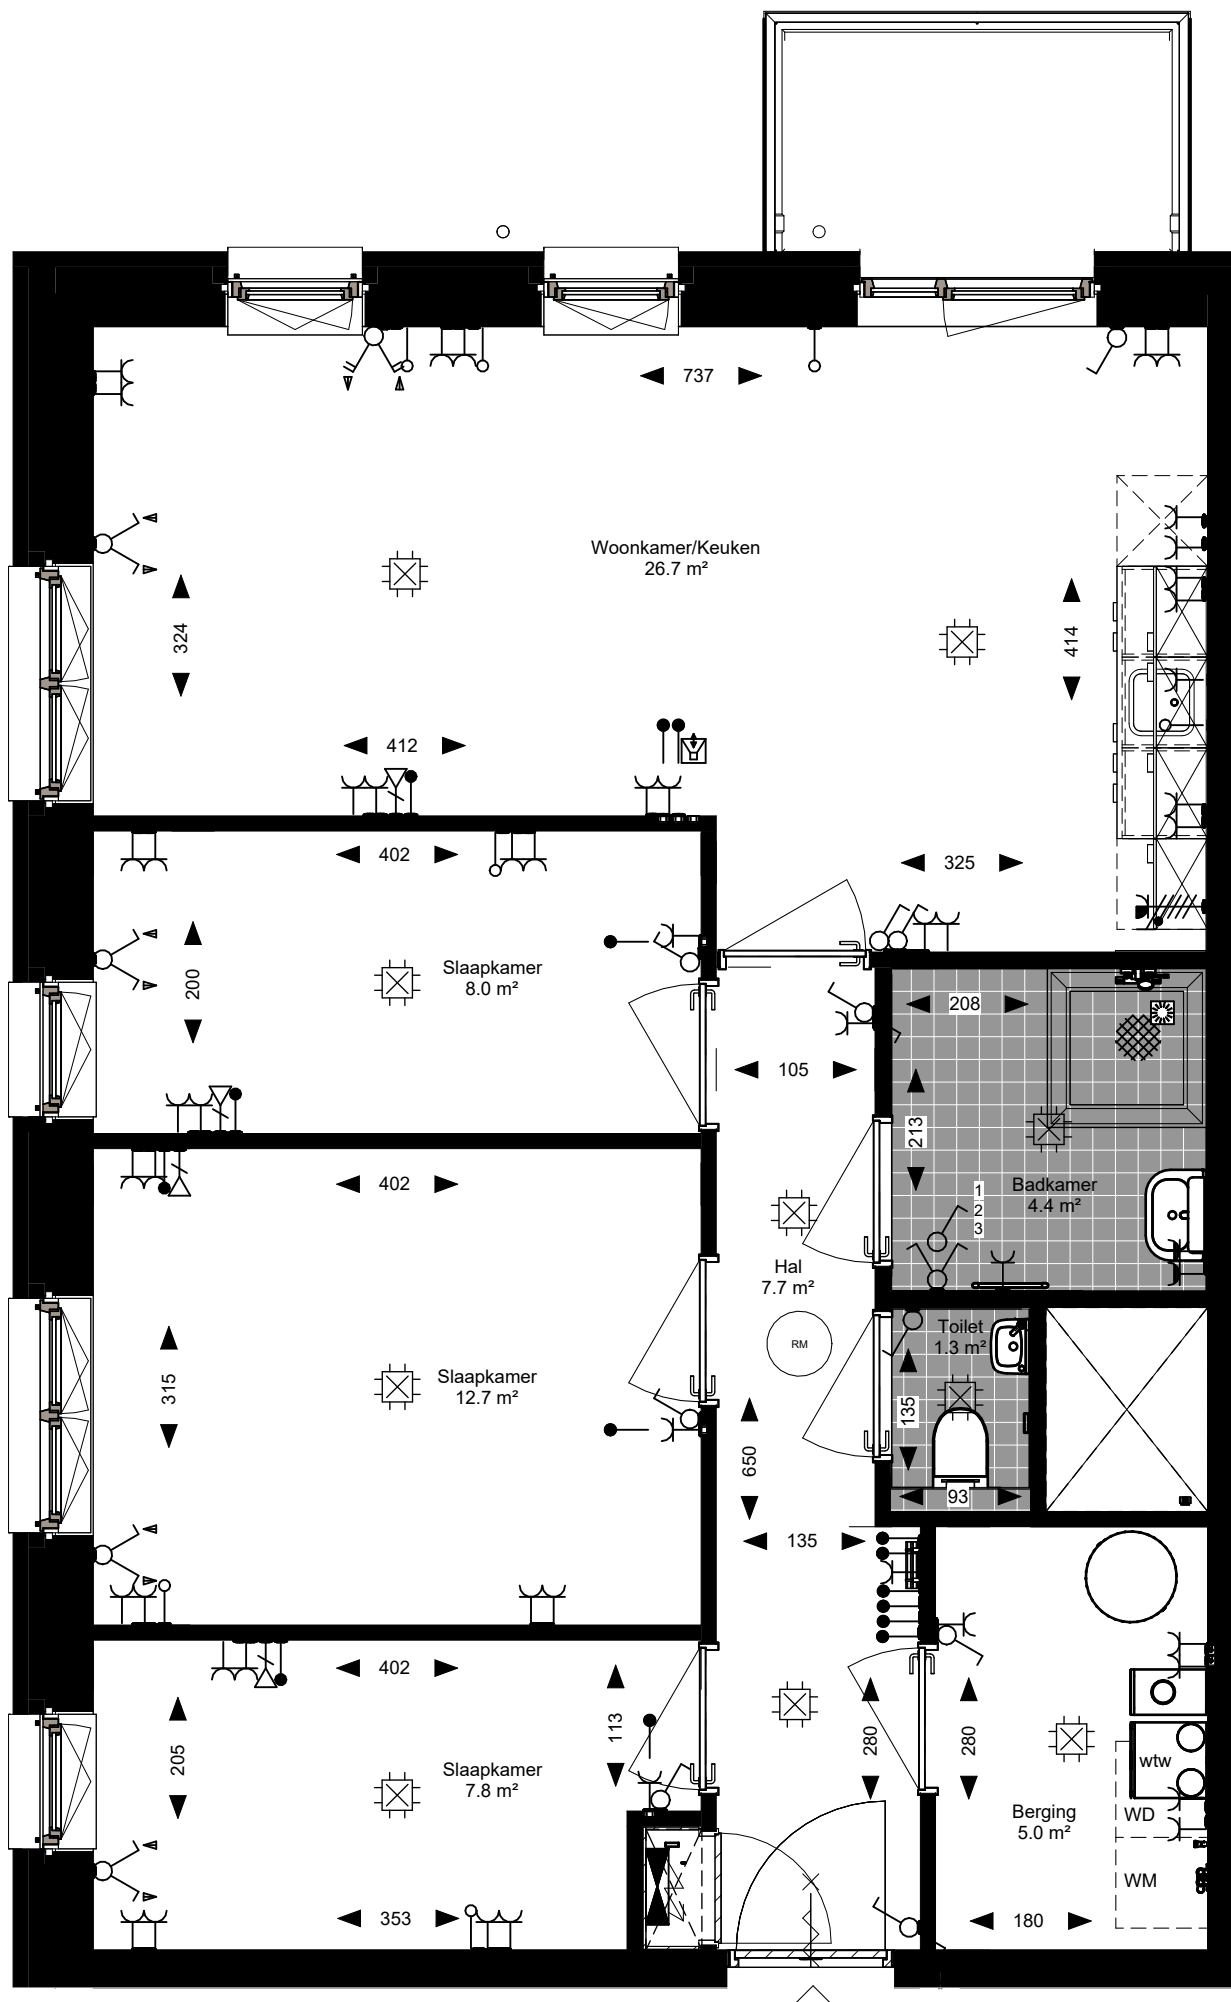 737
Woonkamer/Keuken
26.7 m²
324
414
412
402
325
Slaapkamer
8.0 m²
200
208
105
213
402
1
2
3
Badkamer
4.4 m²
Hal
7.7 m²
Toilet
1.3 m²
RM
315
Slaapkamer
12.7 m²
135
650
93
135
402
113
205
280
280
Slaapkamer
7.8 m²
wtw
Berging
5.0 m²
WD
WM
353
180